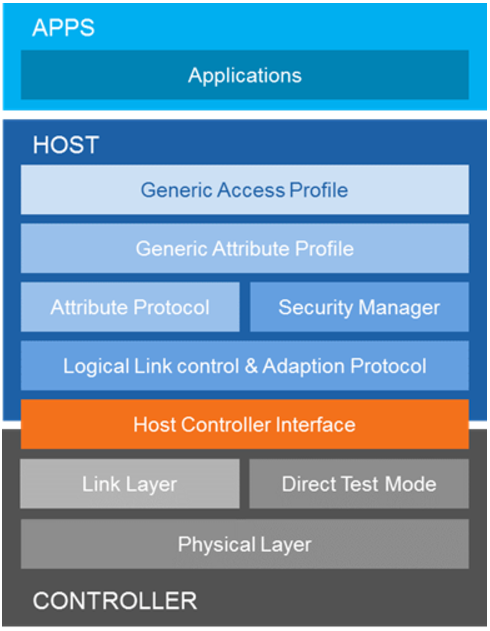 APPS
Applications
HOST
Generic Access Profile
Generic Attribute Profile
Attribute Protocol
Security Manager
Logical Link control & Adaption Protocol
Host Controller Interface
Link Layer
Direct Test Mode
Physical Layer
CONTROLLER